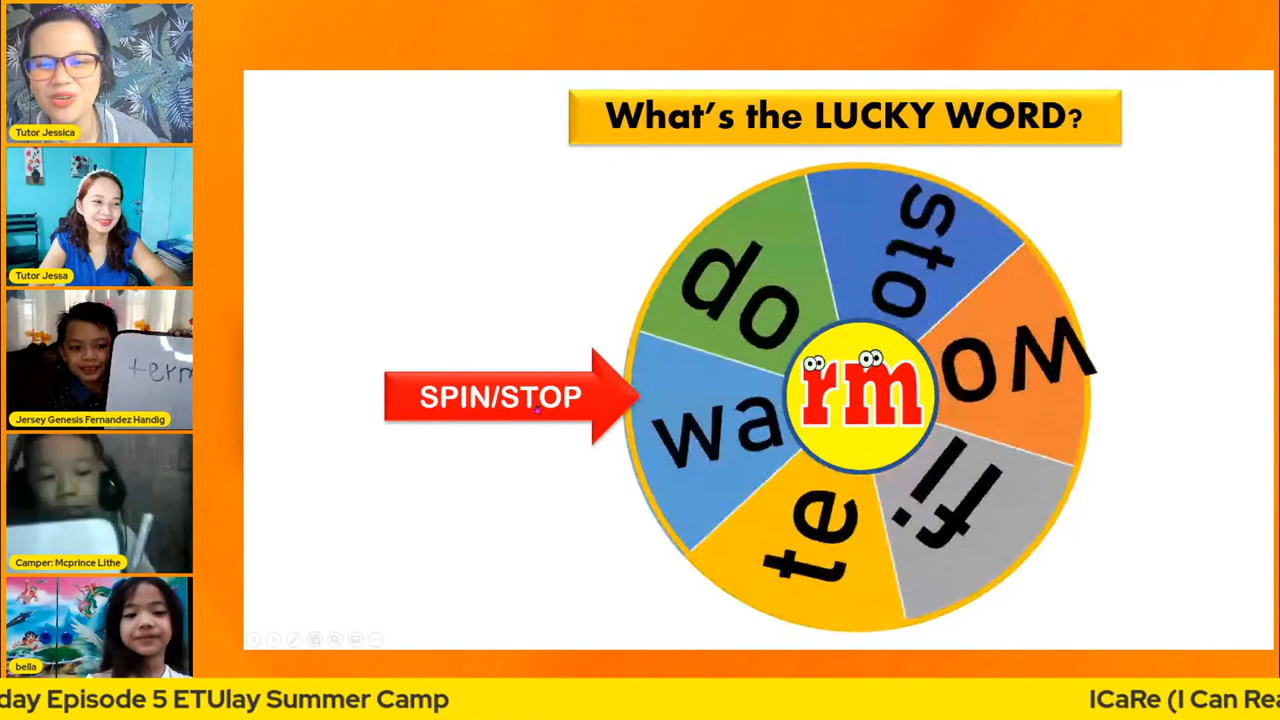 Tutor Jessica
Tutor Jessa
term
Jersey Genesis Fernandez Handig
Camper: Mcprince Lithe
bella
What's the LUCKY WORD?
SPIN/STOP
do
sto
wo
fi
te
wa
rm
day Episode 5 ETUlay Summer Camp
ICaRe (I Can Rea